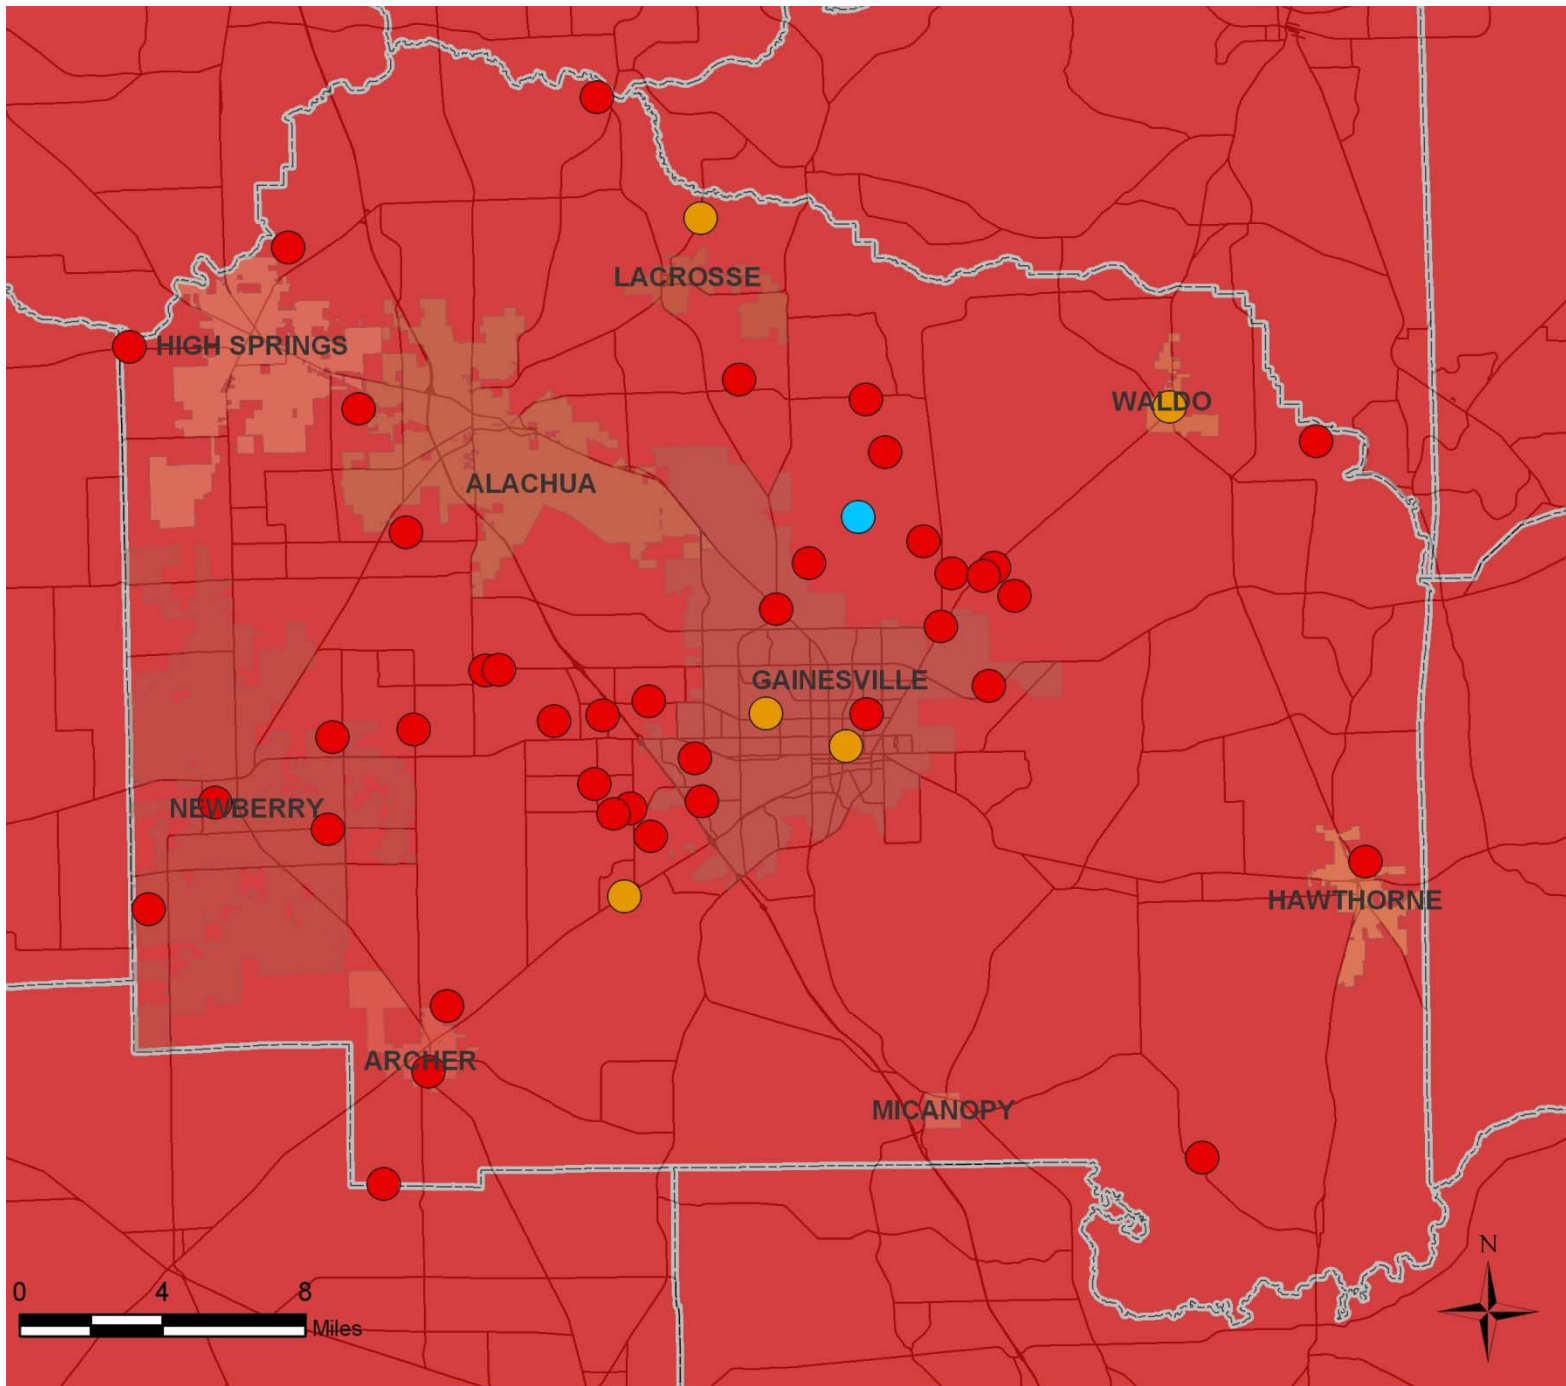 LACROSSE
HIGH SPRINGS
WALDO
ALACHUA
GAINESVILLE
NEWBERRY
HAWTHORNE
ARCHER
MICANOPY
N
0 4 8
Miles